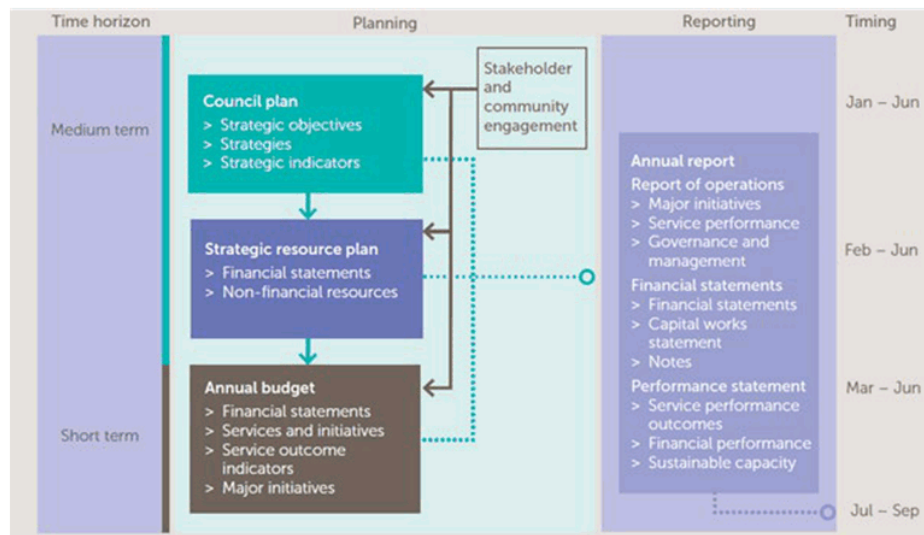 Time horizon
Planning
Reporting
Timing
Medium term
Short term
Council plan
> Strategic objectives
> Strategies
> Strategic indicators
Stakeholder
and
community
engagement
Strategic resource plan
> Financial statements
> Non-financial resources
Annual budget
> Financial statements
> Services and initiatives
> Service outcome
indicators
> Major initiatives
Annual report
Report of operations
> Major initiatives
> Service performance
> Governance and
management
Financial statements
> Financial statements
> Capital works
statement
> Notes
Performance statement
> Service performance
outcomes
> Financial performance
> Sustainable capacity
Jan – Jun
Feb – Jun
Mar – Jun
Jul – Sep